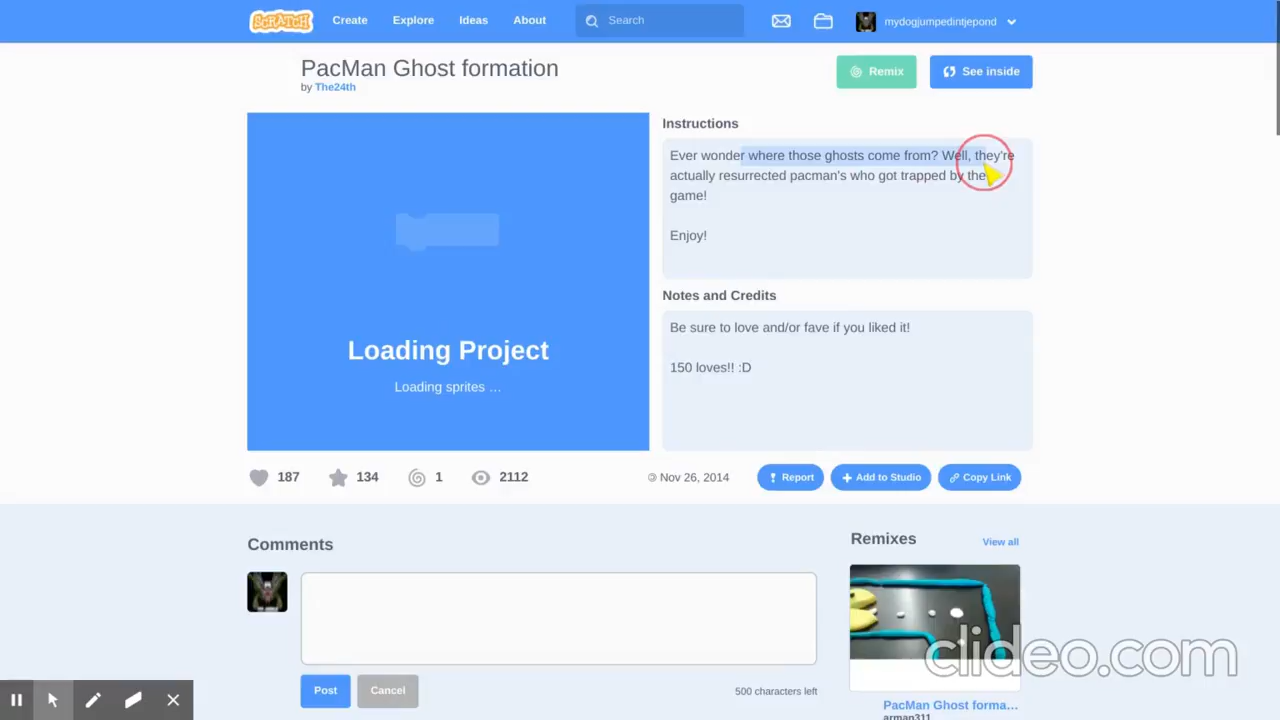 SCRATCH Create Explore Ideas About Search mydogjumpedintjepond
PacMan Ghost formation
by The24th
Remix See inside
Instructions
Ever wonder where those ghosts come from? Well, they're
actually resurrected pacman's who got trapped by the
game!
Enjoy!
Loading Project
Loading sprites …
Notes and Credits
Be sure to love and/or fave if you liked it!
150 loves!! :D
187 134 1 2112 Nov 26, 2014 Report Add to Studio Copy Link
Comments
Post Cancel 500 characters left
Remixes View all
PacMan Ghost forma...
arman311
clideo.com